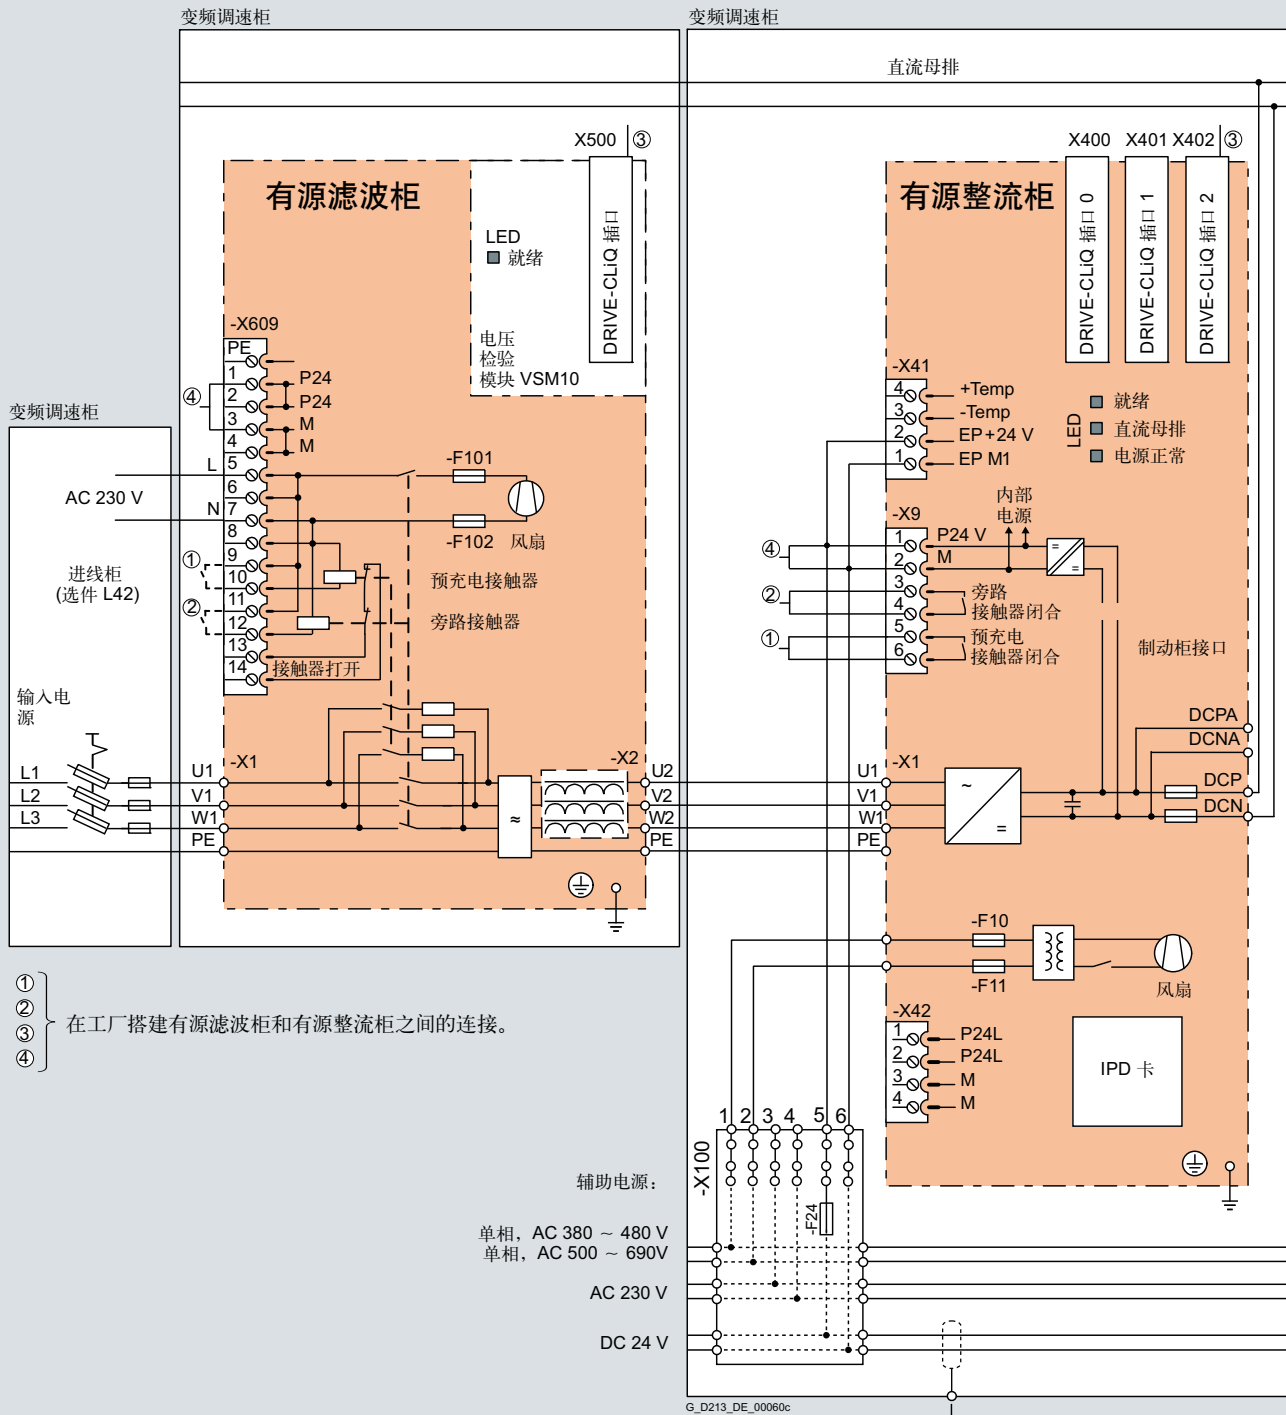 变频调速柜
变频调速柜
直流母排
X500 ③
X400 X401 X402 ③
有源滤波柜
LED
就绪
DRIVE-CLiQ 插口
电压
检验
模块 VSM10
有源整流柜
DRIVE-CLiQ 插口 0
DRIVE-CLiQ 插口 1
DRIVE-CLiQ 插口 2
-X609
PE
1 P24
2 P24
3 M
4 M
5
6
7
8
9
10
11
12
13
14 接触器打开
④
①
②
L
N
-F101
-F102 风扇
预充电接触器
旁路接触器
变频调速柜
AC 230 V
进线柜
(选件 L42)
输入电
源
L1
L2
L3
-X1
U1
V1
W1
PE
≈
-X2
U2
V2
W2
PE
-X41
4 +Temp
3 -Temp
2 EP+24 V
1 EP M1
LED
就绪
直流母排
电源正常
内部
电源
-X9
1 P24 V
2 M
3 旁路
4 接触器闭合
5 预充电
6 接触器闭合
④
②
①
=
=
制动柜接口
DCPA
DCNA
DCP
DCN
-X1
U1
V1
W1
PE
~
=
-F10
-F11
风扇
-X42
1 P24L
2 P24L
3 M
4 M
IPD 卡
①
②
③
④
在工厂搭建有源滤波柜和有源整流柜之间的连接。
1 2 3 4 5 6
-X100
-F24
辅助电源：
单相，AC 380 ～ 480 V
单相，AC 500 ～ 690V
AC 230 V
DC 24 V
G_D213_DE_00060c